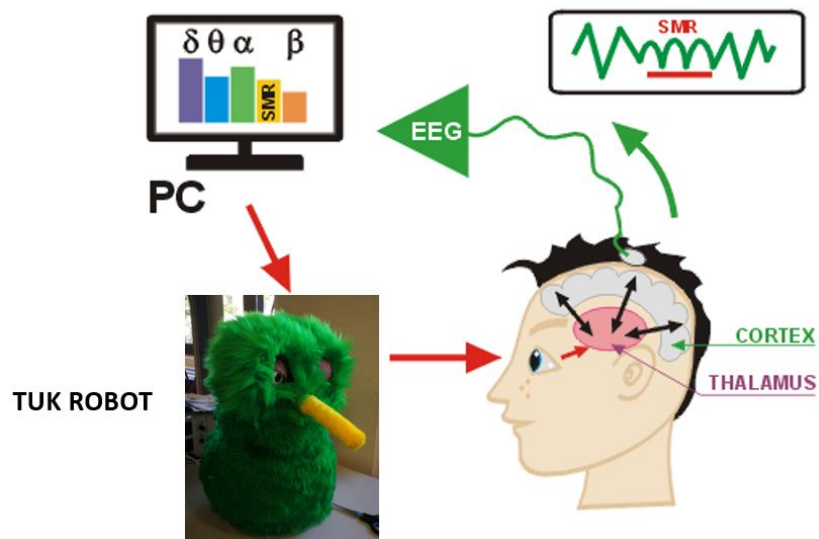 SMR
δ θ α β
SMR
EEG
PC
CORTEX
THALAMUS
TUK ROBOT